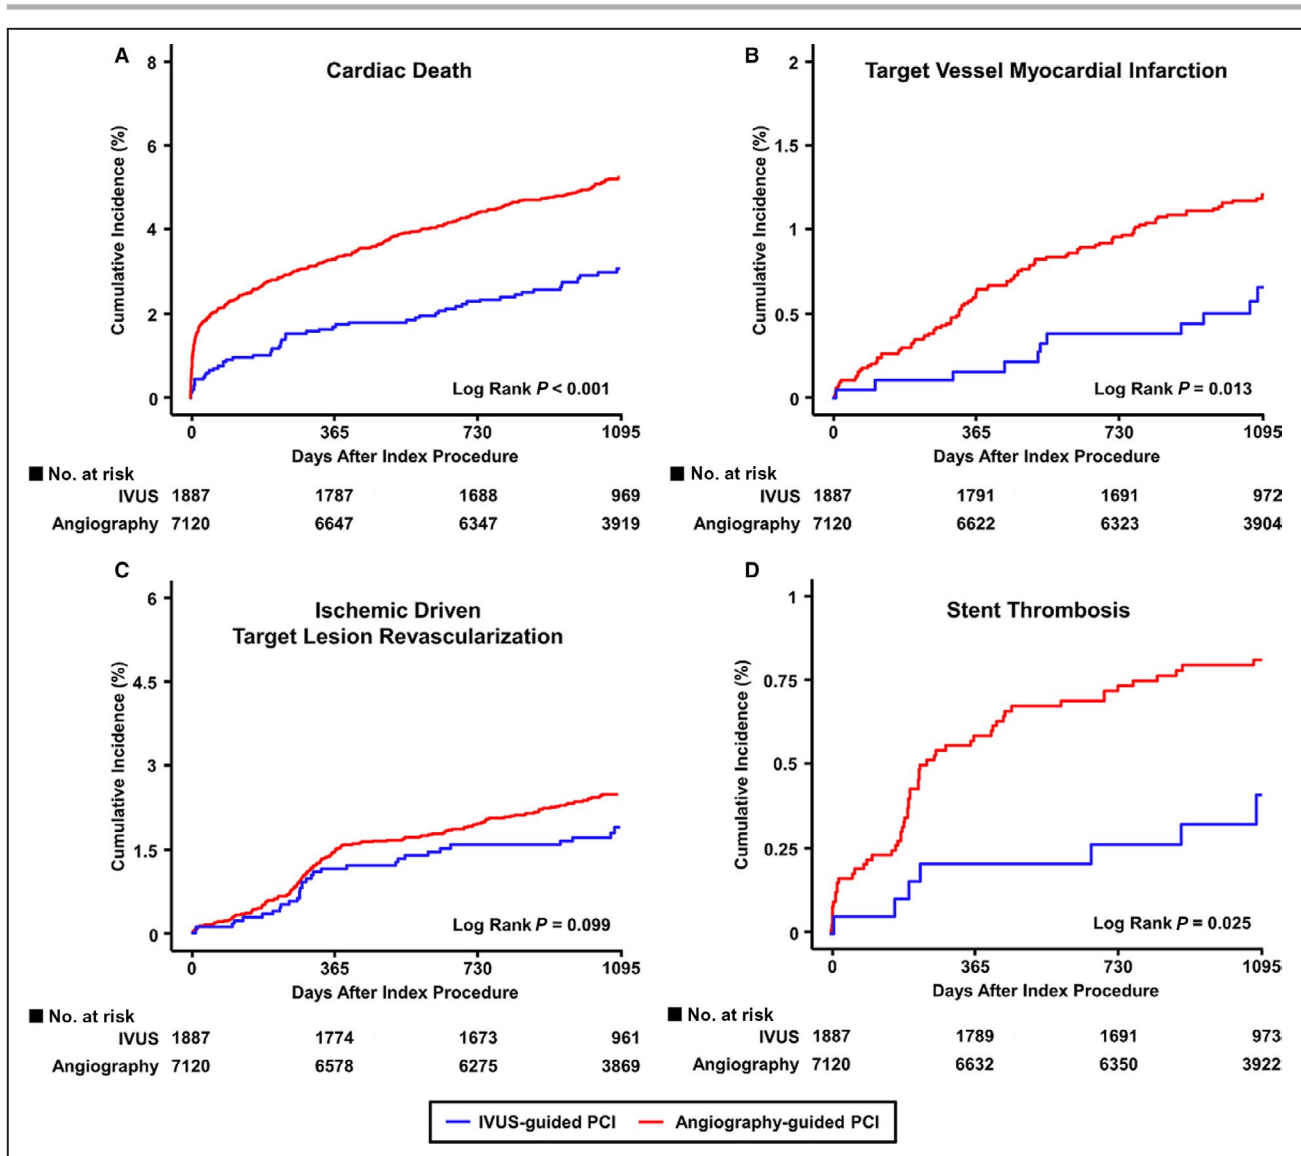 A
Cardiac Death
8
6
4
2
0
Cumulative Incidence (%)
Log Rank P < 0.001
0 365 730 1095
Days After Index Procedure
No. at risk
IVUS 1887 1787 1688 969
Angiography 7120 6647 6347 3919
B
Target Vessel Myocardial Infarction
2
1.5
1
0.5
0
Cumulative Incidence (%)
Log Rank P = 0.013
0 365 730 1095
Days After Index Procedure
No. at risk
IVUS 1887 1791 1691 972
Angiography 7120 6622 6323 3904
C
Ischemic Driven
Target Lesion Revascularization
6
4.5
3
1.5
0
Cumulative Incidence (%)
Log Rank P = 0.099
0 365 730 1095
Days After Index Procedure
No. at risk
IVUS 1887 1774 1673 961
Angiography 7120 6578 6275 3869
D
Stent Thrombosis
1
0.75
0.5
0.25
0
Cumulative Incidence (%)
Log Rank P = 0.025
0 365 730 1095
Days After Index Procedure
No. at risk
IVUS 1887 1789 1691 973
Angiography 7120 6632 6350 3922
IVUS-guided PCI Angiography-guided PCI